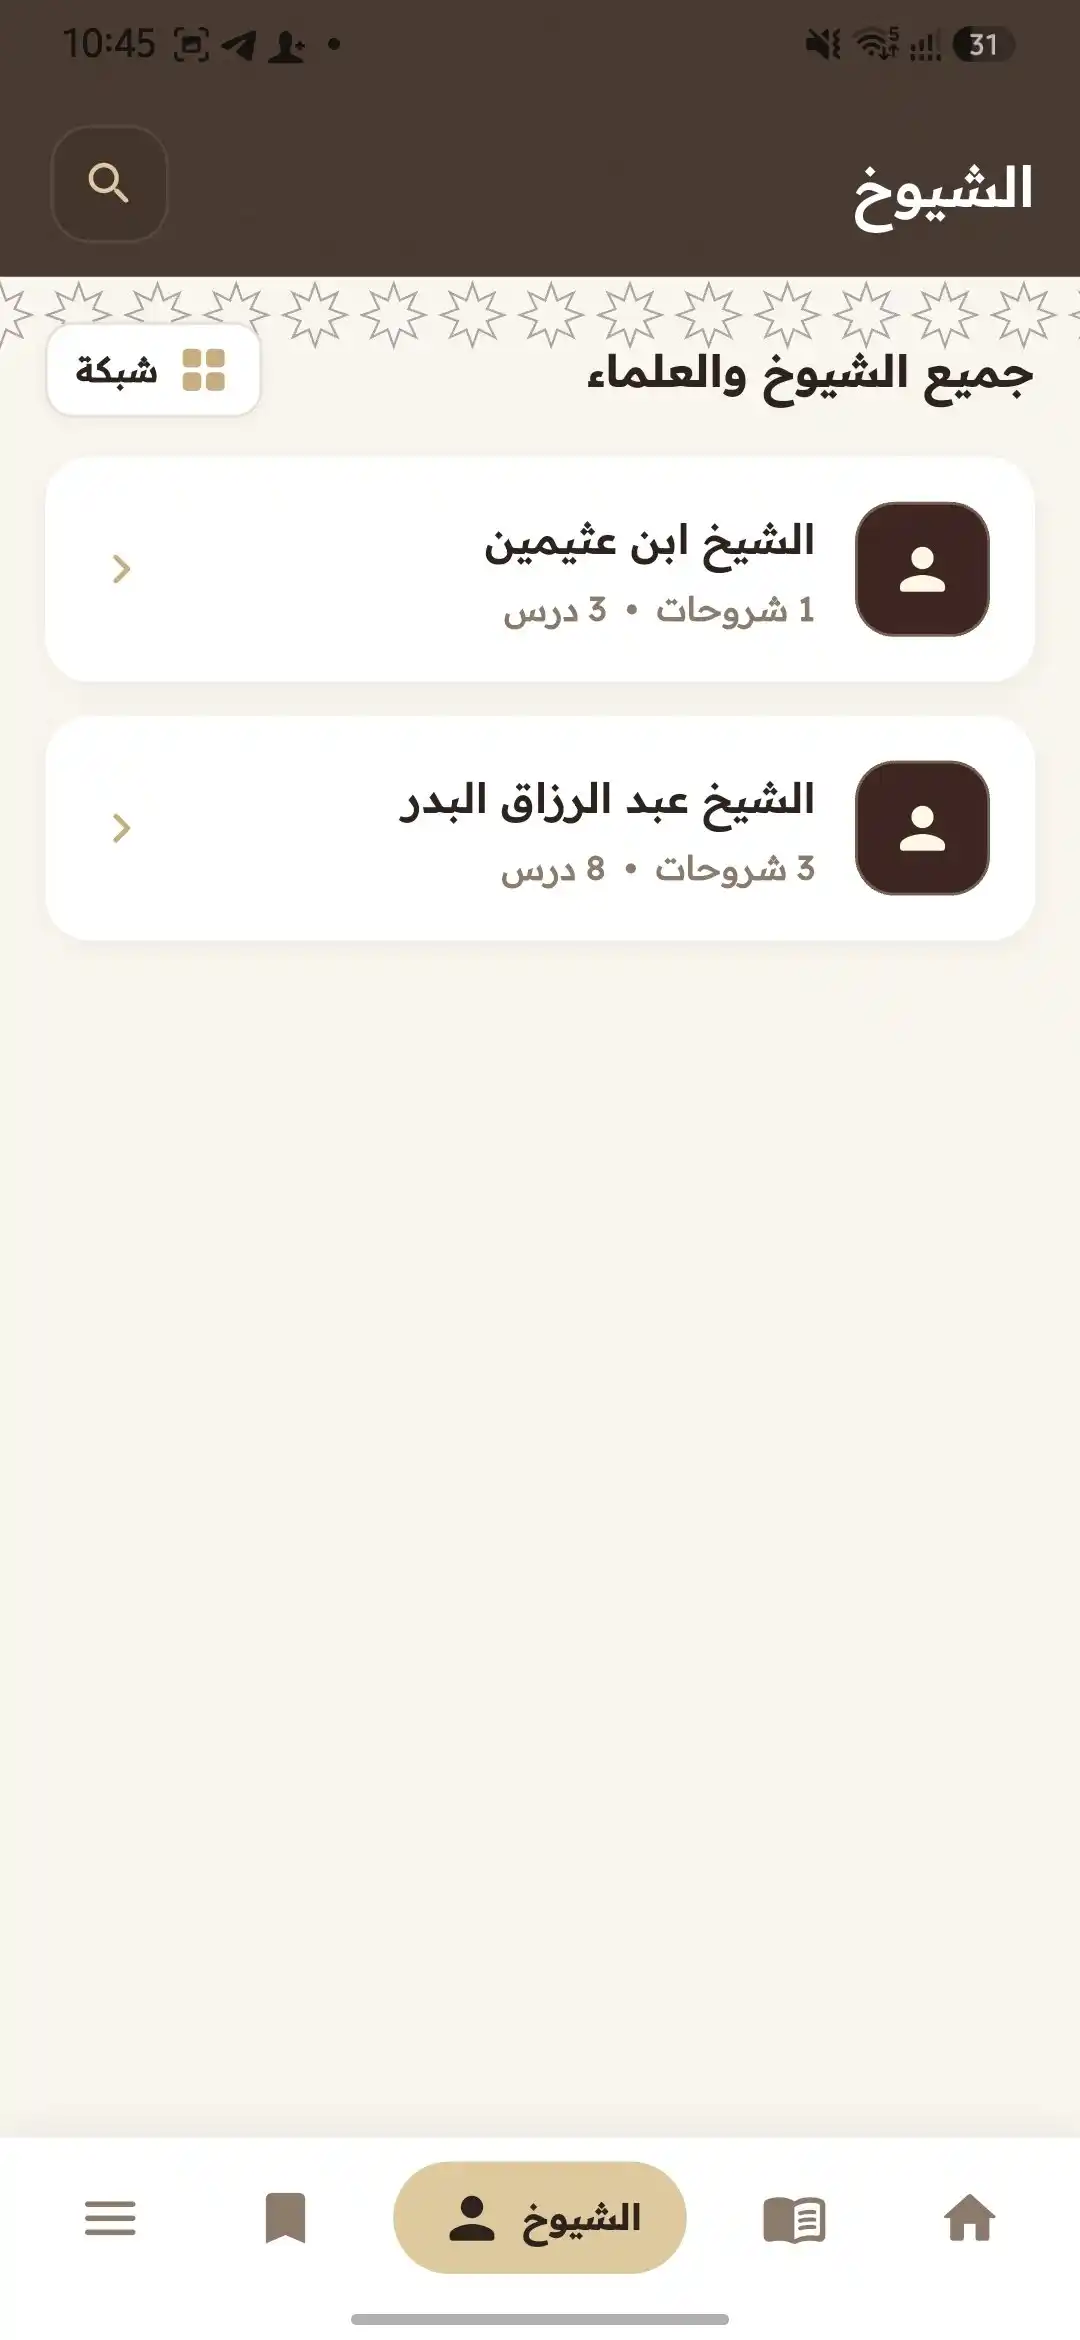 10:45
5
31
الشيوخ
جميع الشيوخ والعلماء
شبكة
الشيخ ابن عثيمين
1 شروحات • 3 درس
الشيخ عبد الرزاق البدر
3 شروحات • 8 درس
الشيوخ